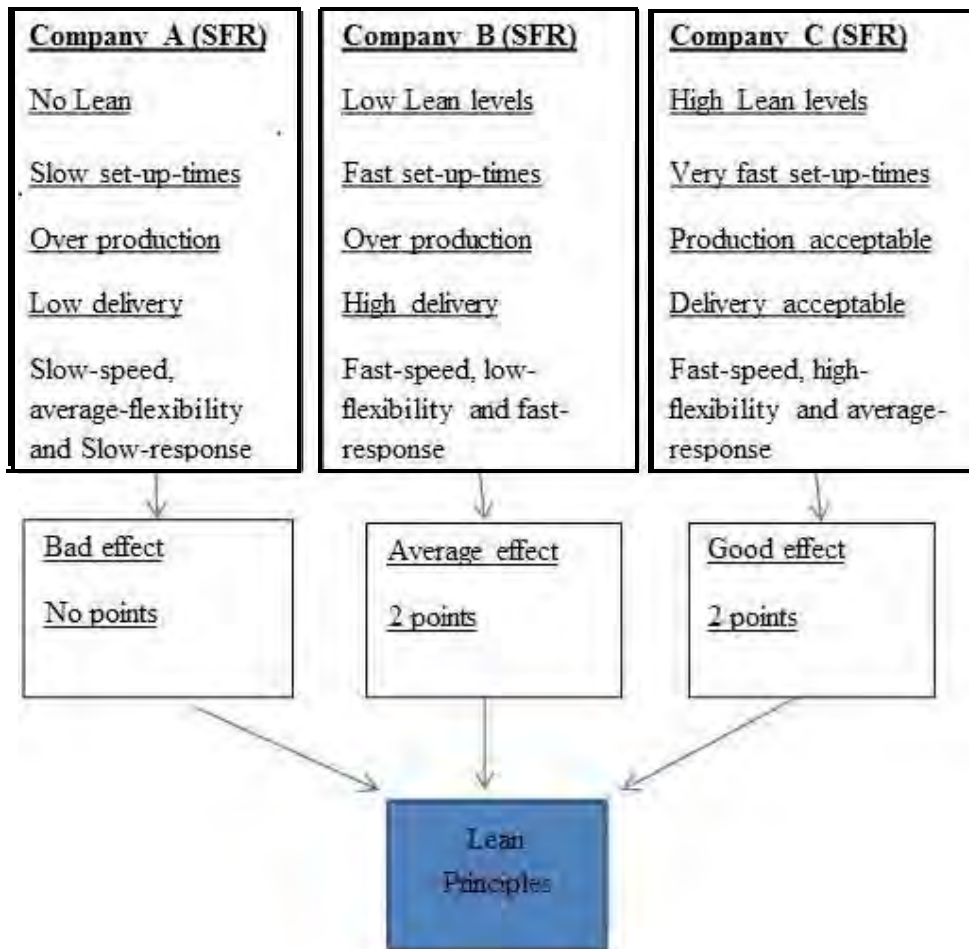 Company A (SFR)
No Lean
Slow set-up-times
Over production
Low delivery
Slow-speed,
average-flexibility
and Slow-response
Company B (SFR)
Low Lean levels
Fast set-up-times
Over production
High delivery
Fast-speed, low-
flexibility and fast-
response
Company C (SFR)
High Lean levels
Very fast set-up-times
Production acceptable
Delivery acceptable
Fast-speed, high-
flexibility and average-
response
Bad effect
No points
Average effect
2 points
Good effect
2 points
Lean
Principles